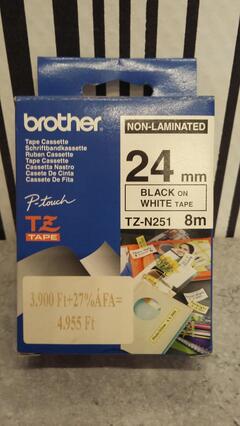 brother
Tape Cassette
Schriftbandkassette
Ruban Cassette
Tape Cassette
Cassetta Nastro
Casete De Cinta
Cassete De Fita
P-touch
TZ
TAPE
NON-LAMINATED
24 mm
BLACK ON
WHITE TAPE
TZ-N251 8m
3.900 Ft+27%ÁFA=
4.955 Ft